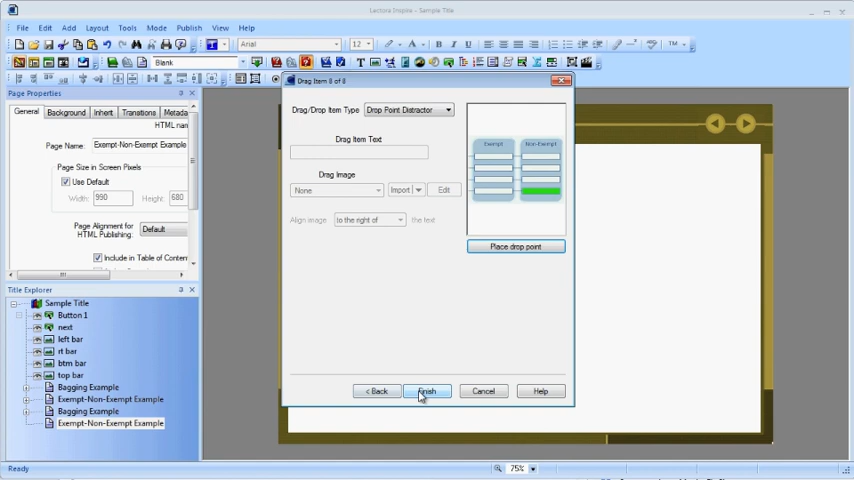 Lectora Inspire - Sample Title
File Edit Add Layout Tools Mode Publish View Help
Arial 12
Blank
Page Properties
General Background Inherit Transitions Metada
HTML nam
Page Name: Exempt-Non-Exempt Example
Page Size in Screen Pixels
Use Default
Width: 990 Height: 680
Page Alignment for
HTML Publishing: Default
Include in Table of Conten
Title Explorer
Sample Title
Button 1
next
left bar
rt bar
btm bar
top bar
Bagging Example
Exempt-Non-Exempt Example
Bagging Example
Exempt-Non-Exempt Example
Drag Item 8 of 8
Drag/Drop Item Type Drop Point Distractor
Drag Item Text
Drag Image
None Import Edit
Align image to the right of the text
Exempt Non-Exempt
Place drop point
< Back Finish Cancel Help
Ready 75%